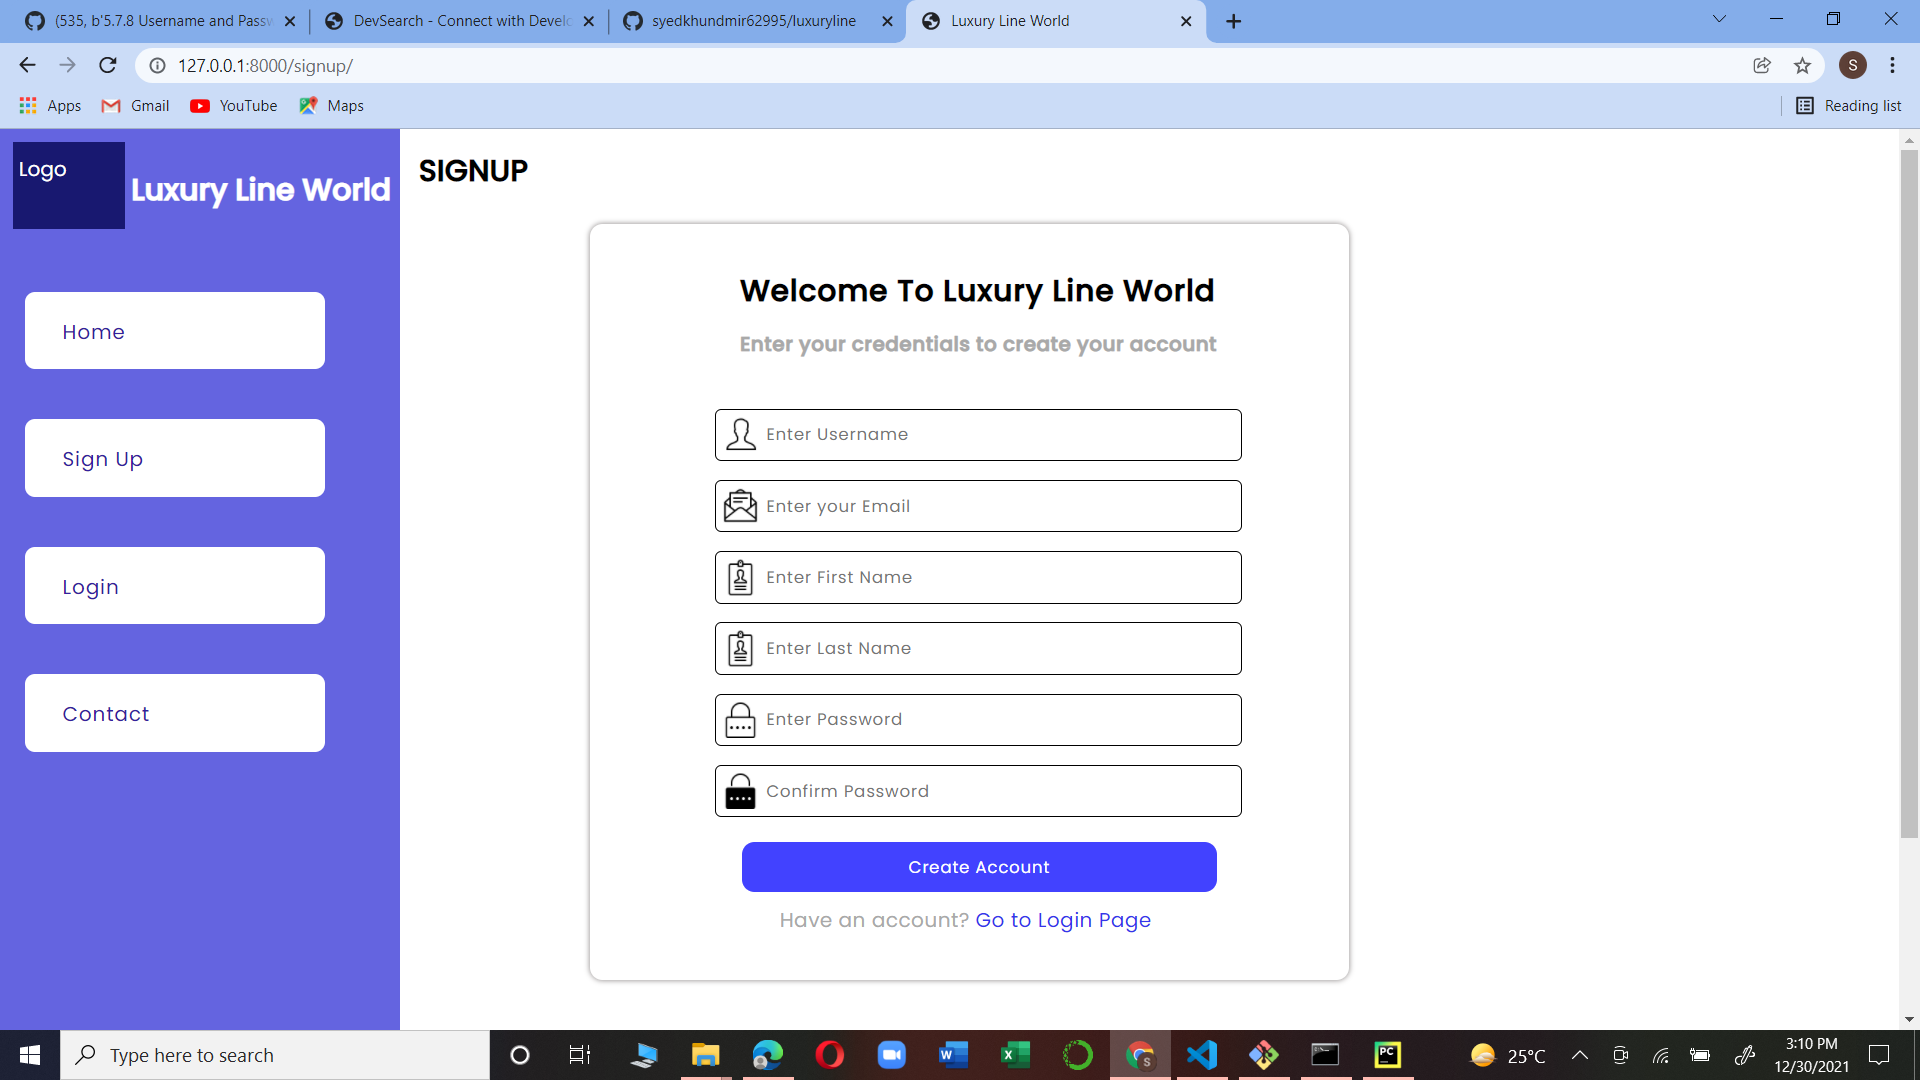 (535, b'5.7.8 Username and Passw
DevSearch - Connect with Develo
syedkhundmir62995/luxuryline
Luxury Line World
127.0.0.1:8000/signup/
S
Apps
Gmail
YouTube
Maps
Reading list
Logo
Luxury Line World
Home
Sign Up
Login
Contact
SIGNUP
Welcome To Luxury Line World
Enter your credentials to create your account
Enter Username
Enter your Email
Enter First Name
Enter Last Name
Enter Password
Confirm Password
Create Account
Have an account? Go to Login Page
Type here to search
25°C
3:10 PM
12/30/2021